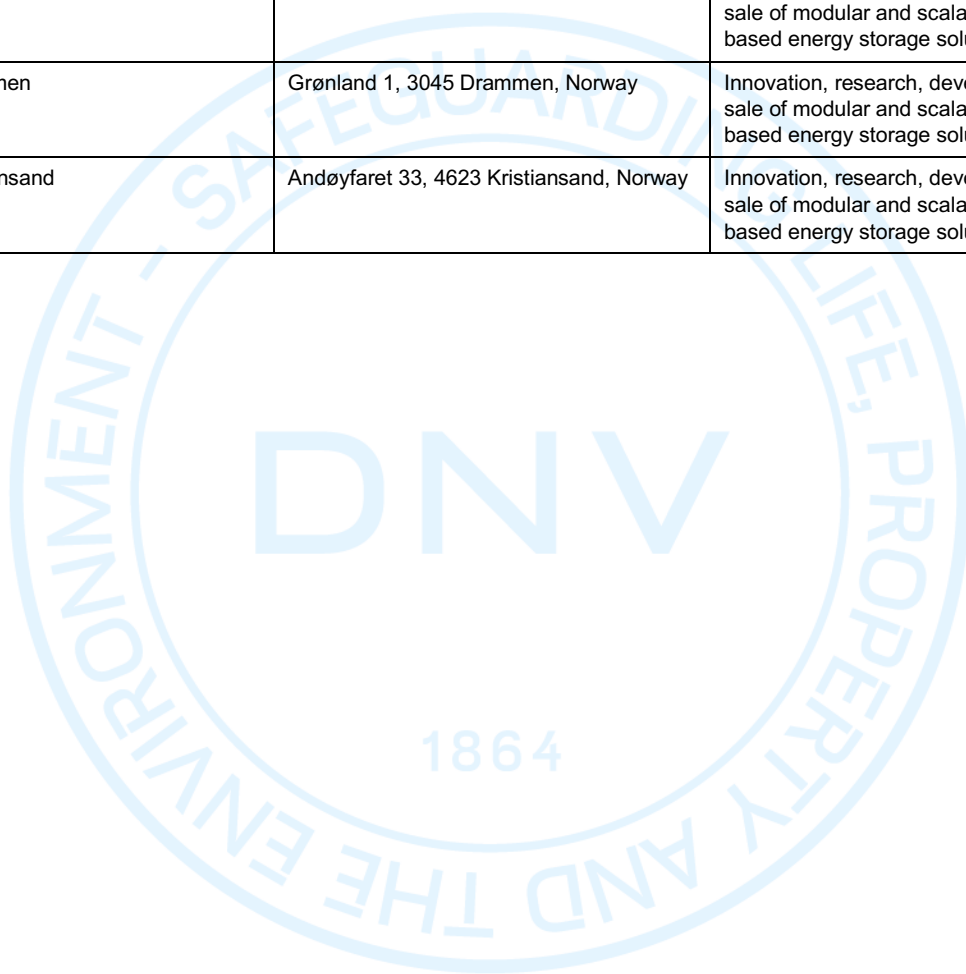 sale of modular and scala
based energy storage solu
men Grønland 1, 3045 Drammen, Norway Innovation, research, deve
sale of modular and scala
based energy storage solu
nsand Andøyfaret 33, 4623 Kristiansand, Norway Innovation, research, deve
sale of modular and scala
based energy storage solu
SAFEGUARDING LIFE, PROPERTY AND THE ENVIRONMENT -
DNV
1864